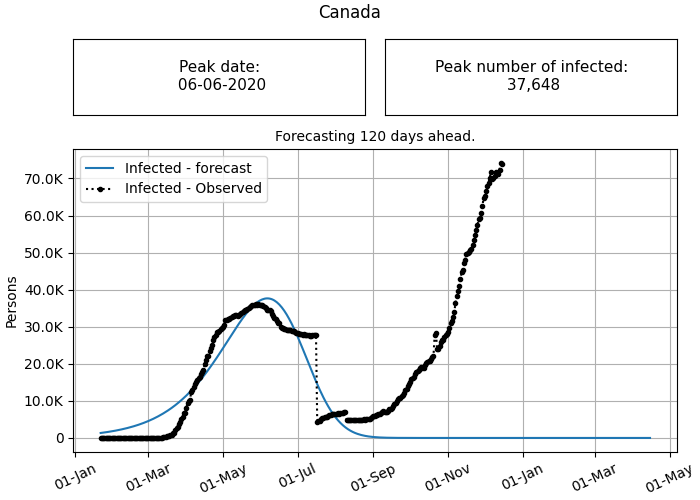 Canada
Peak date:
06-06-2020
Peak number of infected:
37,648
Forecasting 120 days ahead.
Infected - forecast
Infected - Observed
Persons
70.0K
60.0K
50.0K
40.0K
30.0K
20.0K
10.0K
0
01-Jan
01-Mar
01-May
01-Jul
01-Sep
01-Nov
01-Jan
01-Mar
01-May